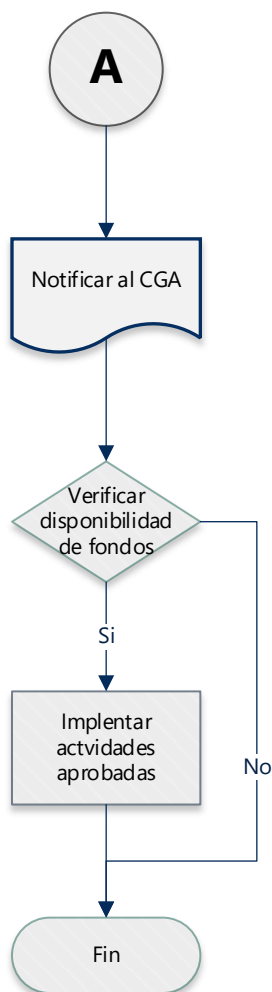 A
Notificar al CGA
Verificar
disponibilidad
de fondos
Si
Implentar
actvidades
aprobadas
No
Fin